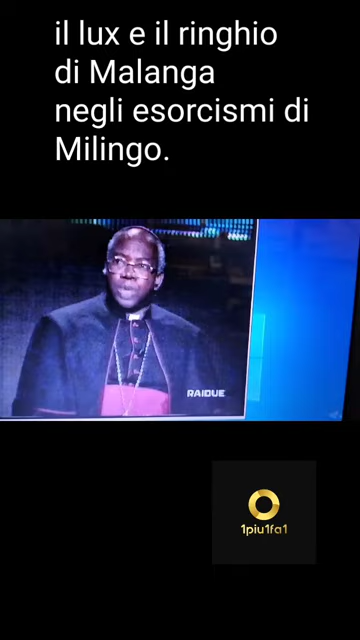 il lux e il ringhio
di Malanga
negli esorcismi di
Milingo.
RAIDUE
1piu1fa1